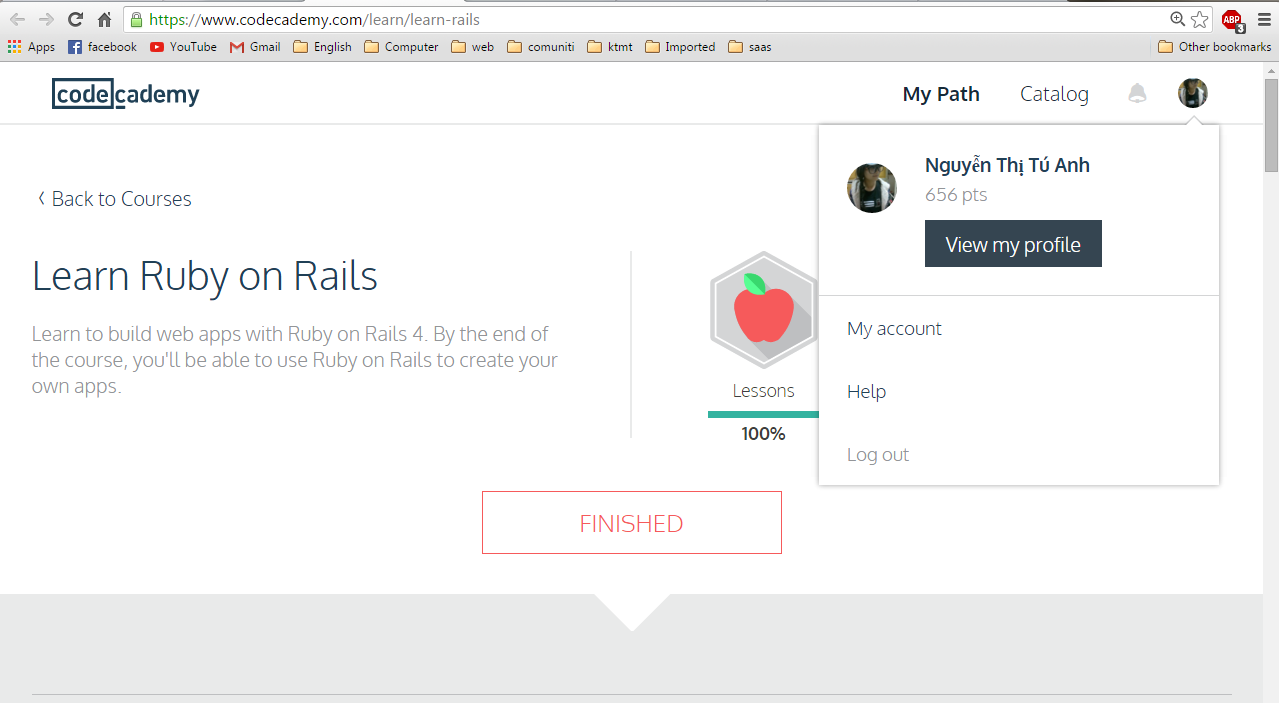 https://www.codecademy.com/learn/learn-rails
ABP
3
Apps facebook YouTube Gmail English Computer web comuniti ktmt Imported saas Other bookmarks
codecademy
My Path Catalog
Nguyễn Thị Tú Anh
656 pts
View my profile
My account
Help
Log out
Back to Courses
Learn Ruby on Rails
Learn to build web apps with Ruby on Rails 4. By the end of
the course, you'll be able to use Ruby on Rails to create your
own apps.
Lessons
100%
FINISHED